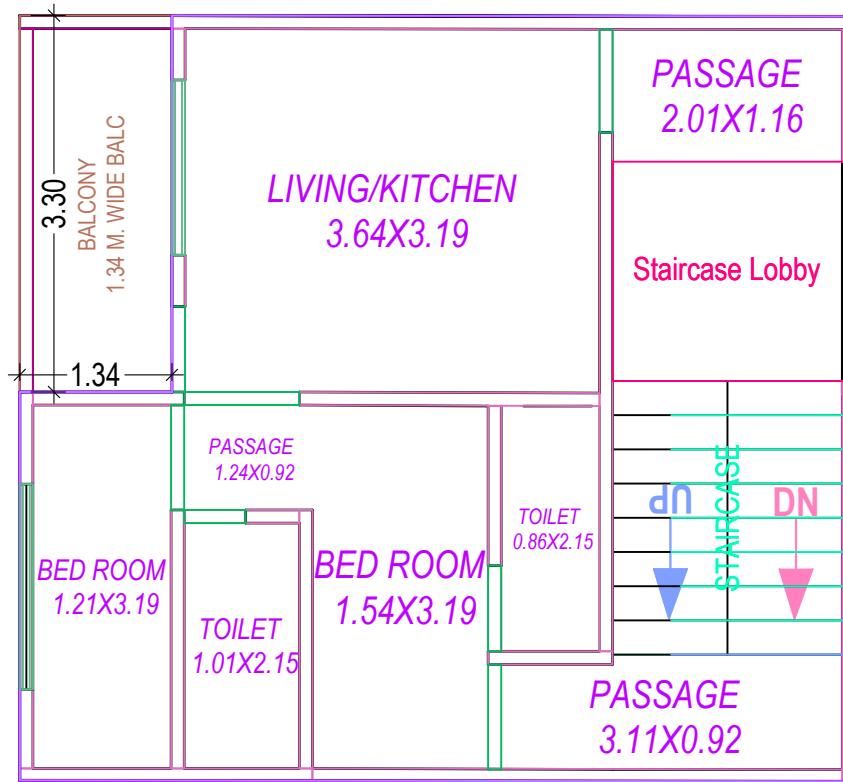 PASSAGE
2.01X1.16
3.30
BALCONY
1.34 M. WIDE BALC
LIVING/KITCHEN
3.64X3.19
Staircase Lobby
1.34
PASSAGE
1.24X0.92
STAIRCASE
UP
DN
TOILET
0.86X2.15
BED ROOM
1.21X3.19
BED ROOM
1.54X3.19
TOILET
1.01X2.15
PASSAGE
3.11X0.92